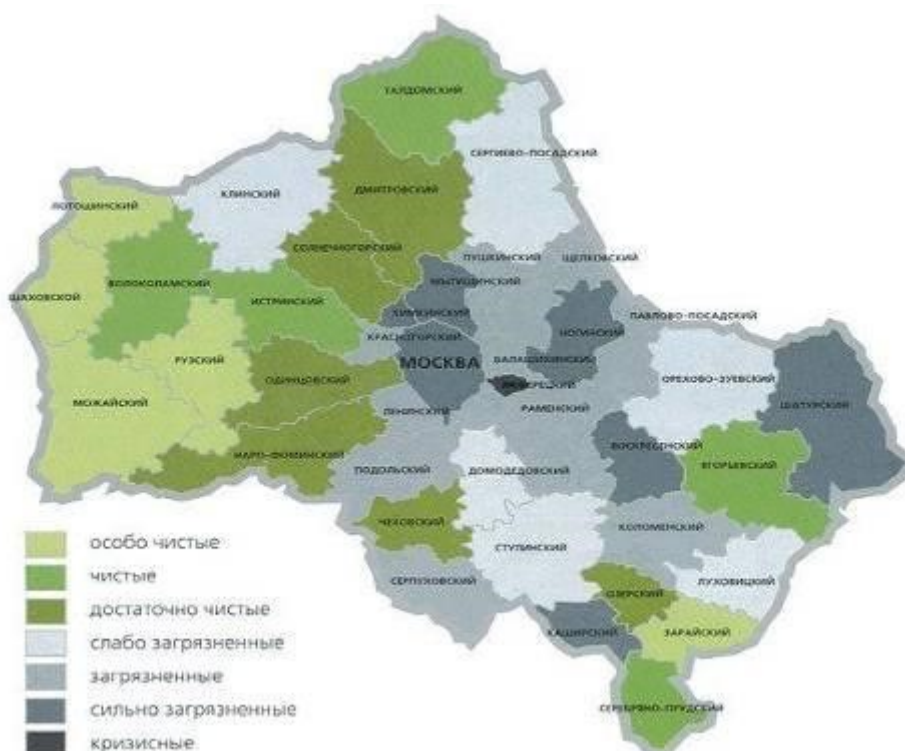 ТАЛДОМСКИЙ
СЕРГИЕВО-ПОСАДСКИЙ
КЛИНСКИЙ
ДМИТРОВСКИЙ
ЛОТОШИНСКИЙ
СОЛНЕЧНОГОРСКИЙ
ПУШКИНСКИЙ
ЩЕЛКОВСКИЙ
ВОЛОКОЛАМСКИЙ
МЫТИЩИНСКИЙ
ШАХОВСКОЙ
ИСТРИНСКИЙ
ХИМКИНСКИЙ
ПАВЛОВО-ПОСАДСКИЙ
КРАСНОГОРСКИЙ
НОГИНСКИЙ
РУЗСКИЙ
МОСКВА
БАЛАШИХИНСКИЙ
ОДИНЦОВСКИЙ
ЛЮБЕРЕЦКИЙ
ОРЕХОВО-ЗУЕВСКИЙ
МОЖАЙСКИЙ
ЛЕНИНСКИЙ
РАМЕНСКИЙ
ШАТУРСКИЙ
НАРО-ФОМИНСКИЙ
ВОСКРЕСЕНСКИЙ
ПОДОЛЬСКИЙ
ДОМОДЕДОВСКИЙ
ЕГОРЬЕВСКИЙ
ЧЕХОВСКИЙ
КОЛОМЕНСКИЙ
СТУПИНСКИЙ
СЕРПУХОВСКИЙ
ЛУХОВИЦКИЙ
ОЗЕРСКИЙ
КАШИРСКИЙ
ЗАРАЙСКИЙ
СЕРЕБРЯНО-ПРУДСКИЙ
особо чистые
чистые
достаточно чистые
слабо загрязненные
загрязненные
сильно загрязненные
кризисные